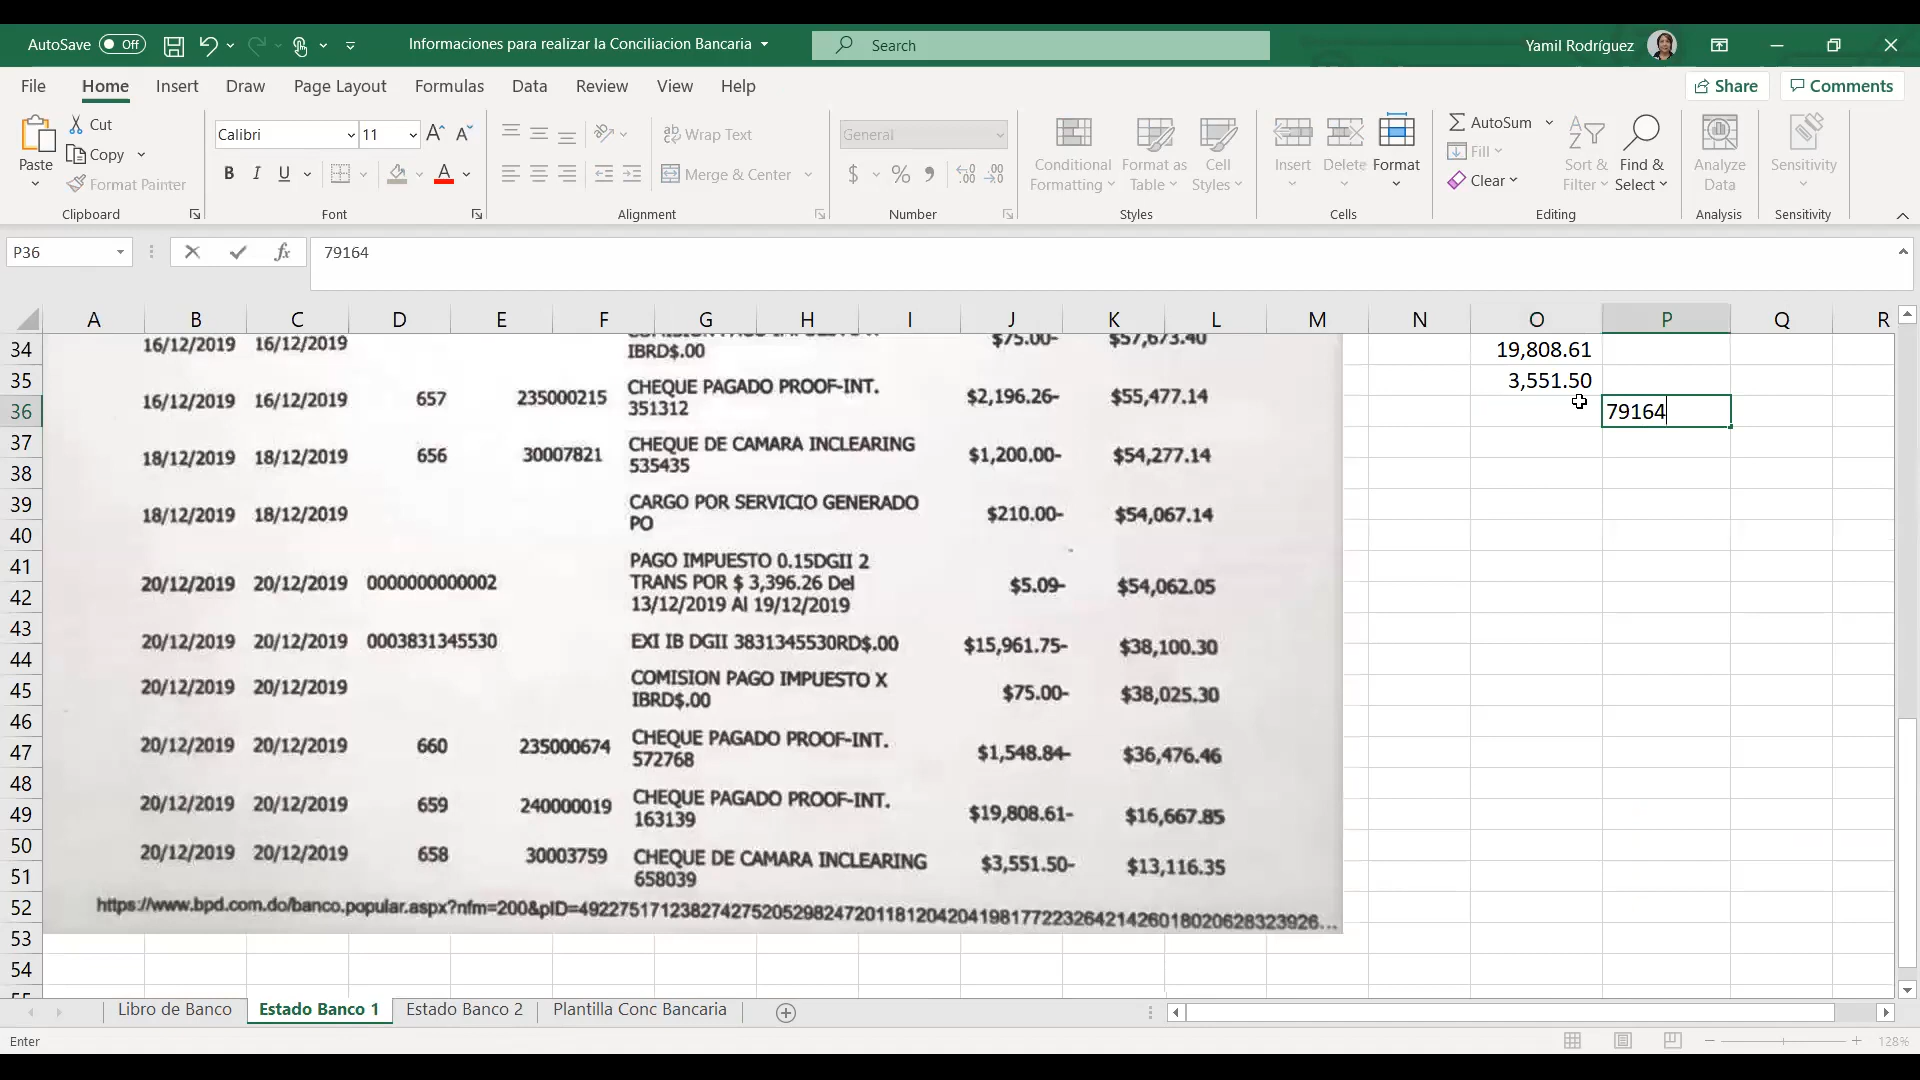 AutoSave Off Informaciones para realizar la Conciliacion Bancaria Search Yamil Rodríguez
File Home Insert Draw Page Layout Formulas Data Review View Help Share Comments
Paste Cut Copy Format Painter Clipboard
Calibri 11 A A B I U A Font
ab Wrap Text Merge & Center Alignment
General $ % Number
Conditional Formatting Format as Table Cell Styles Styles
Insert Delete Format Cells
AutoSum Fill Clear Sort & Filter Find & Select Editing
Analyze Data Analysis
Sensitivity Sensitivity
P36 fx 79164
A B C D E F G H I J K L M N O P Q R
34 16/12/2019 16/12/2019 COMISION PAGO IMPUESTO X $75.00- $57,673.40 19,808.61
IBRD$.00
35 CHEQUE PAGADO PROOF-INT. 3,551.50
36 16/12/2019 16/12/2019 657 235000215 351312 $2,196.26- $55,477.14 79164
37 CHEQUE DE CAMARA INCLEARING
38 18/12/2019 18/12/2019 656 30007821 535435 $1,200.00- $54,277.14
39 CARGO POR SERVICIO GENERADO
40 18/12/2019 18/12/2019 PO $210.00- $54,067.14
41 PAGO IMPUESTO 0.15DGII 2
42 20/12/2019 20/12/2019 0000000000002 TRANS POR $ 3,396.26 Del $5.09- $54,062.05
13/12/2019 Al 19/12/2019
43 20/12/2019 20/12/2019 0003831345530 EXI IB DGII 3831345530RD$.00 $15,961.75- $38,100.30
44
45 20/12/2019 20/12/2019 COMISION PAGO IMPUESTO X $75.00- $38,025.30
IBRD$.00
46
47 20/12/2019 20/12/2019 660 235000674 CHEQUE PAGADO PROOF-INT. $1,548.84- $36,476.46
572768
48
49 20/12/2019 20/12/2019 659 240000019 CHEQUE PAGADO PROOF-INT. $19,808.61- $16,667.85
163139
50 20/12/2019 20/12/2019 658 30003759 CHEQUE DE CAMARA INCLEARING $3,551.50- $13,116.35
51 658039
52
53
54
55
Libro de Banco Estado Banco 1 Estado Banco 2 Plantilla Conc Bancaria
Enter 128%